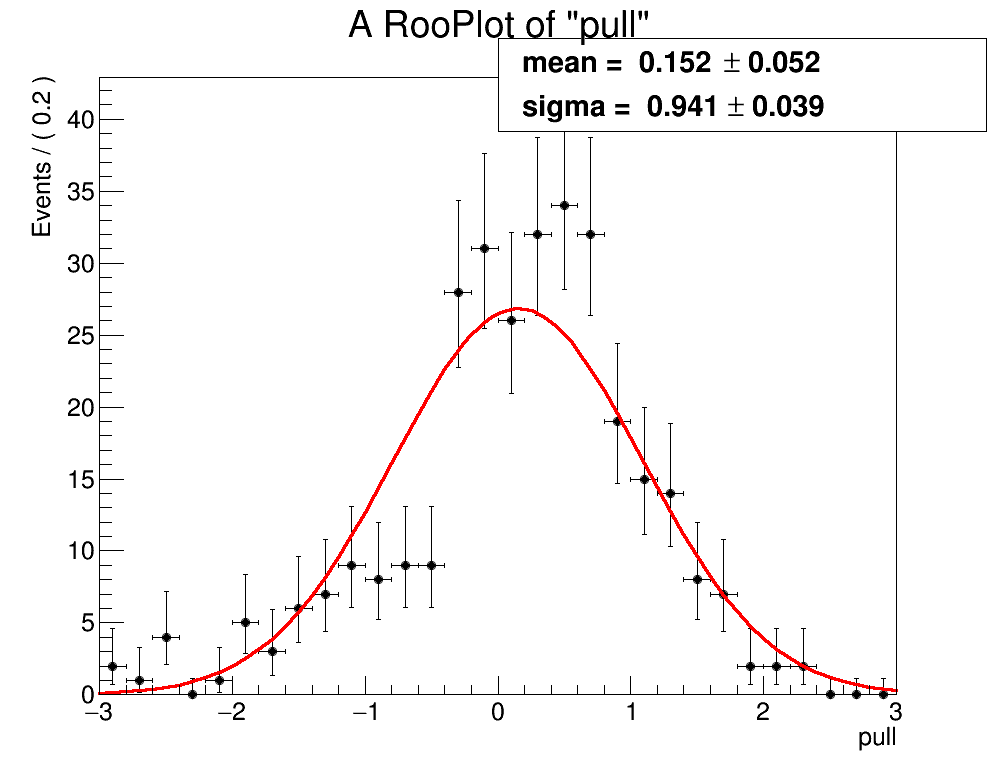 A RooPlot of "pull"
mean = 0.152 ± 0.052
sigma = 0.941 ± 0.039
Events / ( 0.2 )
40
35
30
25
20
15
10
5
0
−3 −2 −1 0 1 2 3
pull